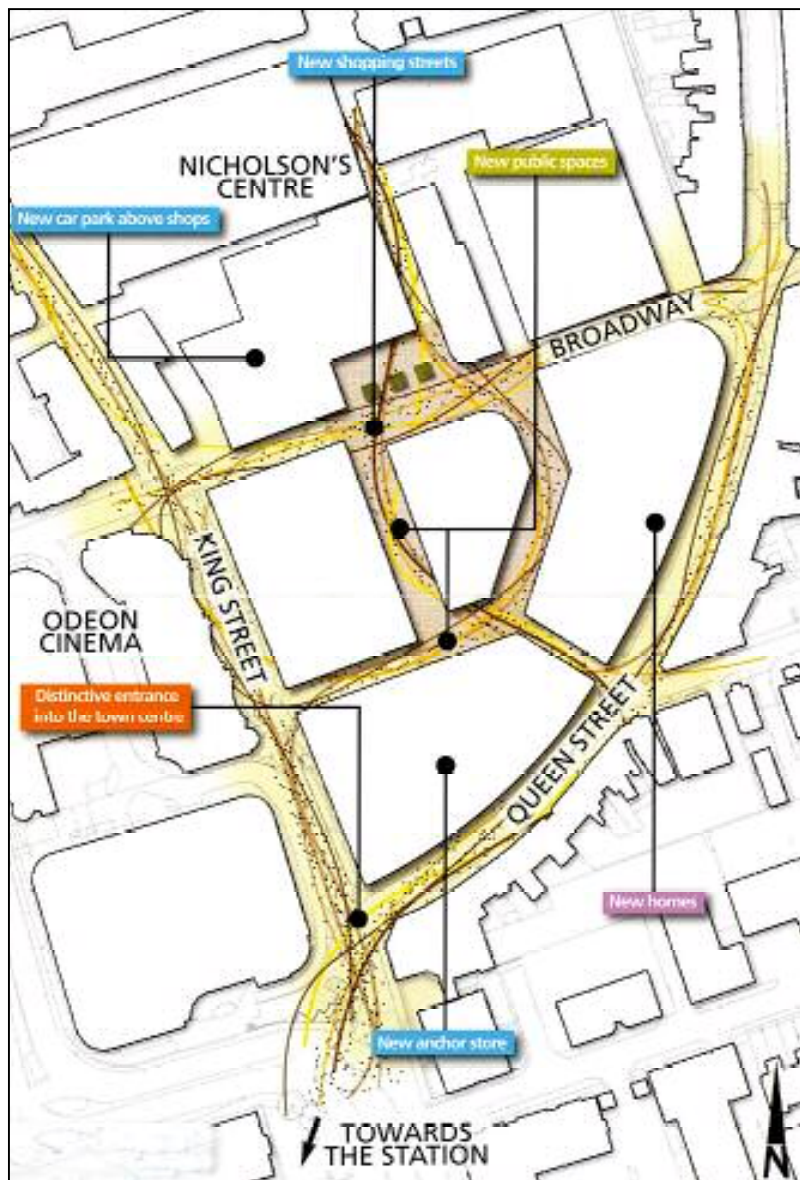 New shopping streets
NICHOLSON'S
CENTRE
New public spaces
New car park above shops
BROADWAY
KING STREET
ODEON
CINEMA
Distinctive entrance
into the town centre
QUEEN STREET
New homes
New anchor store
TOWARDS
THE STATION
N